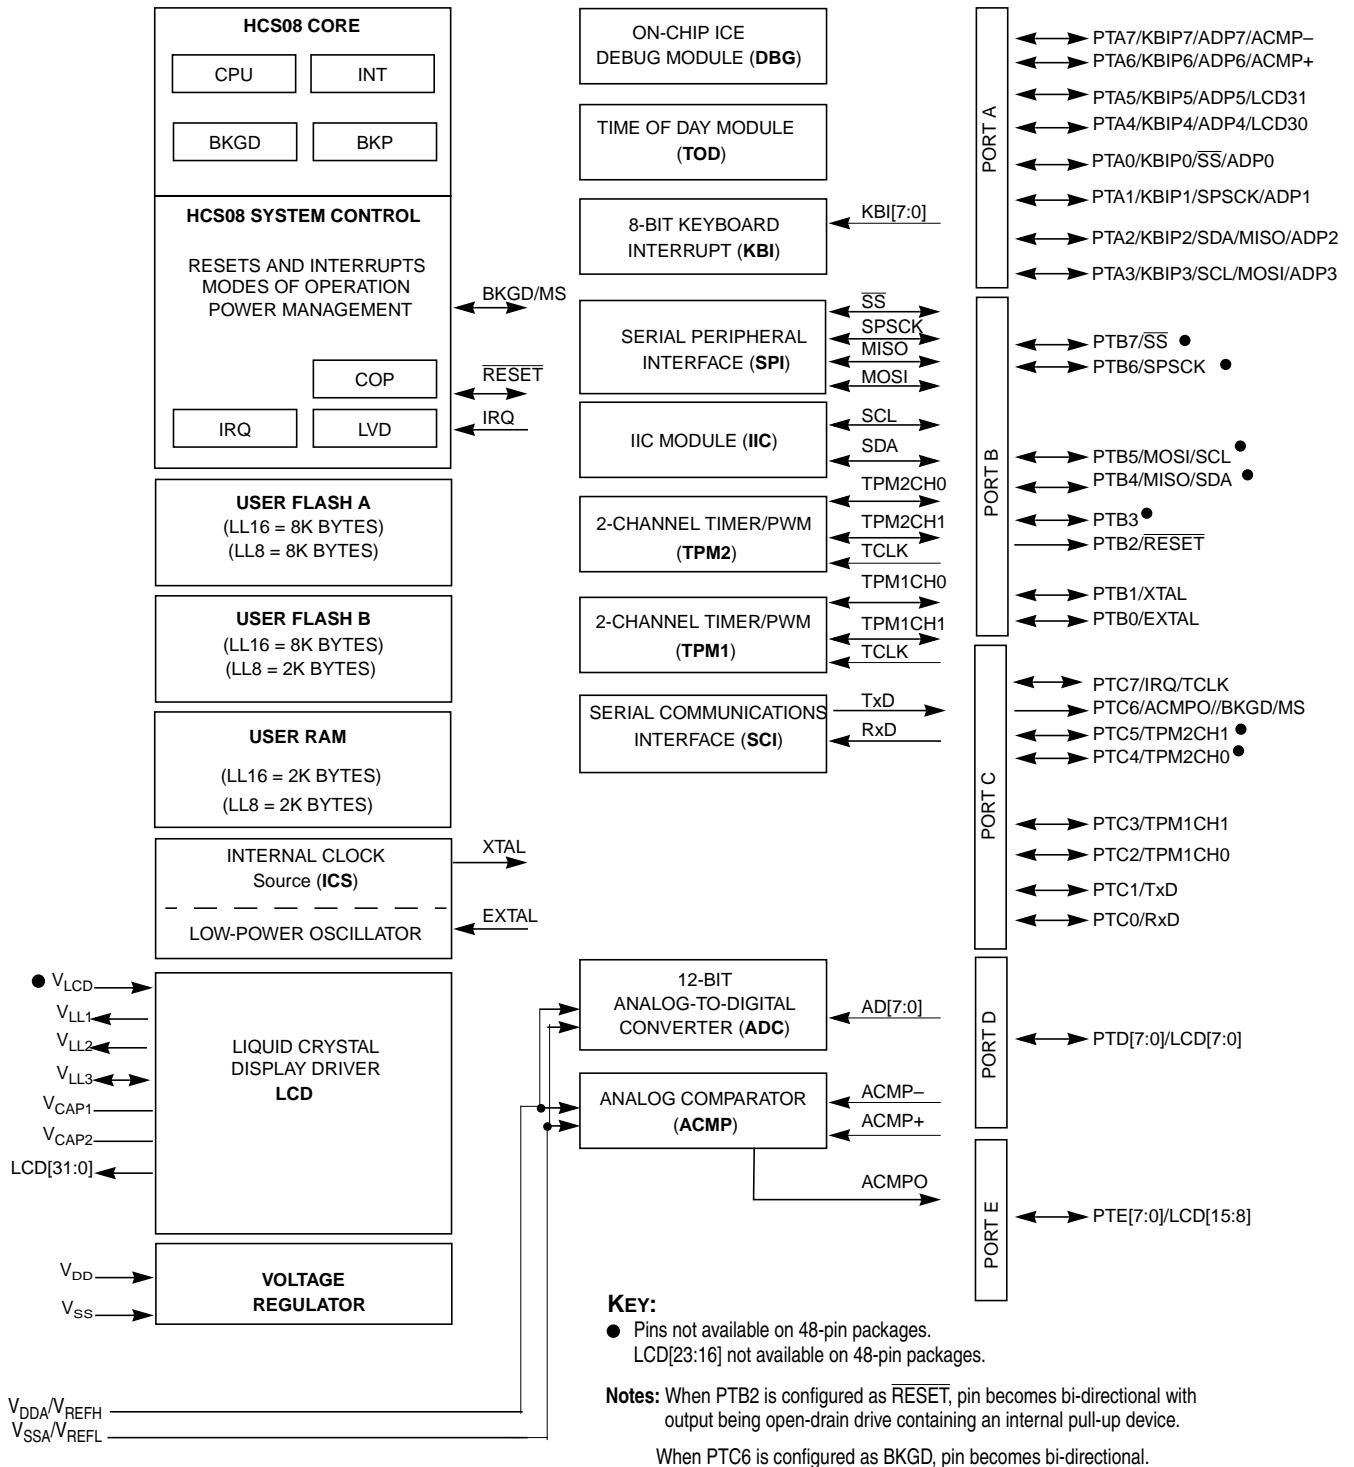 HCS08 CORE
CPU
INT
BKGD
BKP
HCS08 SYSTEM CONTROL
RESETS AND INTERRUPTS
MODES OF OPERATION
POWER MANAGEMENT
BKGD/MS
COP
RESET
IRQ
LVD
IRQ
USER FLASH A
(LL16 = 8K BYTES)
(LL8 = 8K BYTES)
USER FLASH B
(LL16 = 8K BYTES)
(LL8 = 2K BYTES)
USER RAM
(LL16 = 2K BYTES)
(LL8 = 2K BYTES)
INTERNAL CLOCK
Source (ICS)
XTAL
LOW-POWER OSCILLATOR
EXTAL
● VLCD
VLL1
VLL2
VLL3
VCAP1
VCAP2
LCD[31:0]
LIQUID CRYSTAL
DISPLAY DRIVER
LCD
VDD
VSS
VOLTAGE
REGULATOR
VDDA/VREFH
VSSA/VREFL
ON-CHIP ICE
DEBUG MODULE (DBG)
TIME OF DAY MODULE
(TOD)
8-BIT KEYBOARD
INTERRUPT (KBI)
KBI[7:0]
SERIAL PERIPHERAL
INTERFACE (SPI)
SS
SPSCK
MISO
MOSI
IIC MODULE (IIC)
SCL
SDA
2-CHANNEL TIMER/PWM
(TPM2)
TPM2CH0
TPM2CH1
TCLK
2-CHANNEL TIMER/PWM
(TPM1)
TPM1CH0
TPM1CH1
TCLK
SERIAL COMMUNICATIONS
INTERFACE (SCI)
TxD
RxD
12-BIT
ANALOG-TO-DIGITAL
CONVERTER (ADC)
AD[7:0]
ANALOG COMPARATOR
(ACMP)
ACMP–
ACMP+
ACMPO
PORT A
PTA7/KBIP7/ADP7/ACMP–
PTA6/KBIP6/ADP6/ACMP+
PTA5/KBIP5/ADP5/LCD31
PTA4/KBIP4/ADP4/LCD30
PTA0/KBIP0/SS/ADP0
PTA1/KBIP1/SPSCK/ADP1
PTA2/KBIP2/SDA/MISO/ADP2
PTA3/KBIP3/SCL/MOSI/ADP3
PORT B
PTB7/SS ●
PTB6/SPSCK ●
PTB5/MOSI/SCL ●
PTB4/MISO/SDA ●
PTB3 ●
PTB2/RESET
PTB1/XTAL
PTB0/EXTAL
PORT C
PTC7/IRQ/TCLK
PTC6/ACMPO//BKGD/MS
PTC5/TPM2CH1 ●
PTC4/TPM2CH0 ●
PTC3/TPM1CH1
PTC2/TPM1CH0
PTC1/TxD
PTC0/RxD
PORT D
PTD[7:0]/LCD[7:0]
PORT E
PTE[7:0]/LCD[15:8]
KEY:
● Pins not available on 48-pin packages.
LCD[23:16] not available on 48-pin packages.
Notes: When PTB2 is configured as RESET, pin becomes bi-directional with
output being open-drain drive containing an internal pull-up device.
When PTC6 is configured as BKGD, pin becomes bi-directional.